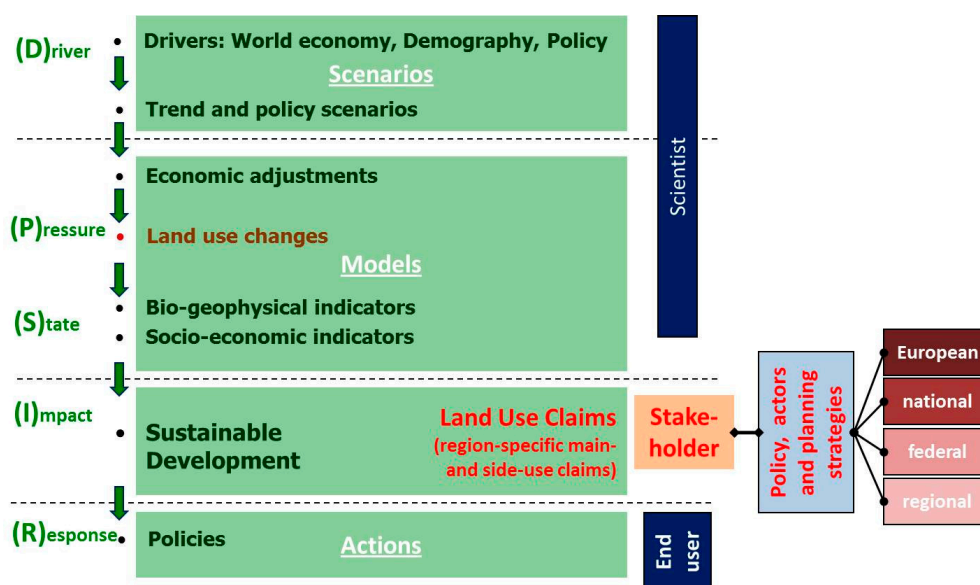 (D)river
Drivers: World economy, Demography, Policy
Scenarios
Trend and policy scenarios
Scientist
Economic adjustments
(P)ressure
Land use changes
Models
(S)tate
Bio-geophysical indicators
Socio-economic indicators
(I)mpact
Sustainable
Development
Land Use Claims
(region-specific main-
and side-use claims)
Stake-
holder
Policy, actors
and planning
strategies
European
national
federal
regional
(R)esponse
Policies
Actions
End
user